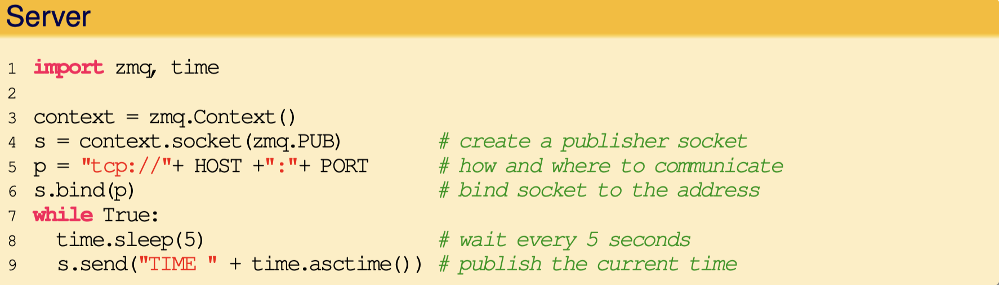 Server
1 import zmq, time
2
3 context = zmq.Context()
4 s = context.socket(zmq.PUB) # create a publisher socket
5 p = "tcp://"+ HOST +":"+ PORT # how and where to communicate
6 s.bind(p) # bind socket to the address
7 while True:
8 time.sleep(5) # wait every 5 seconds
9 s.send("TIME " + time.asctime()) # publish the current time